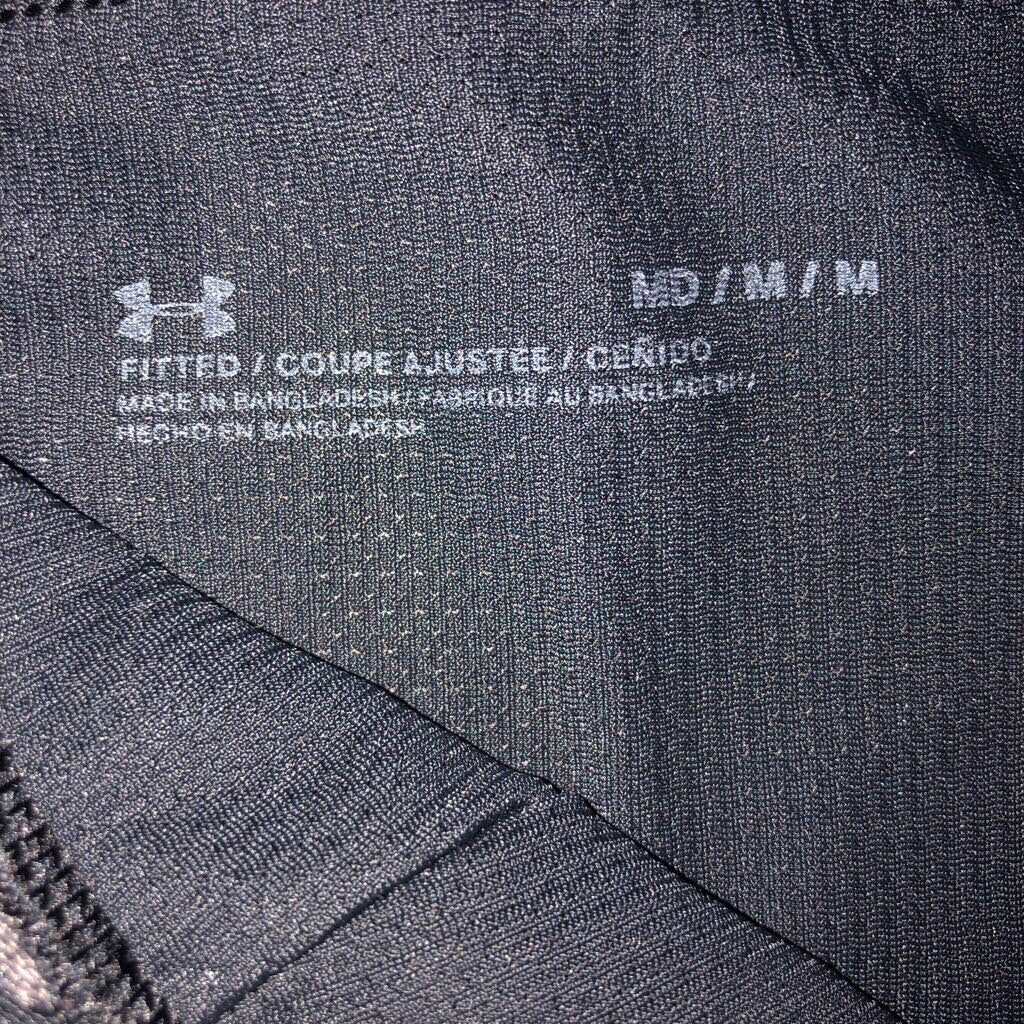 MD / M / M
FITTED / COUPE AJUSTÉE / CEÑIDO
MADE IN BANGLADESH / FABRIQUÉ AU BANGLADESH /
HECHO EN BANGLADESH